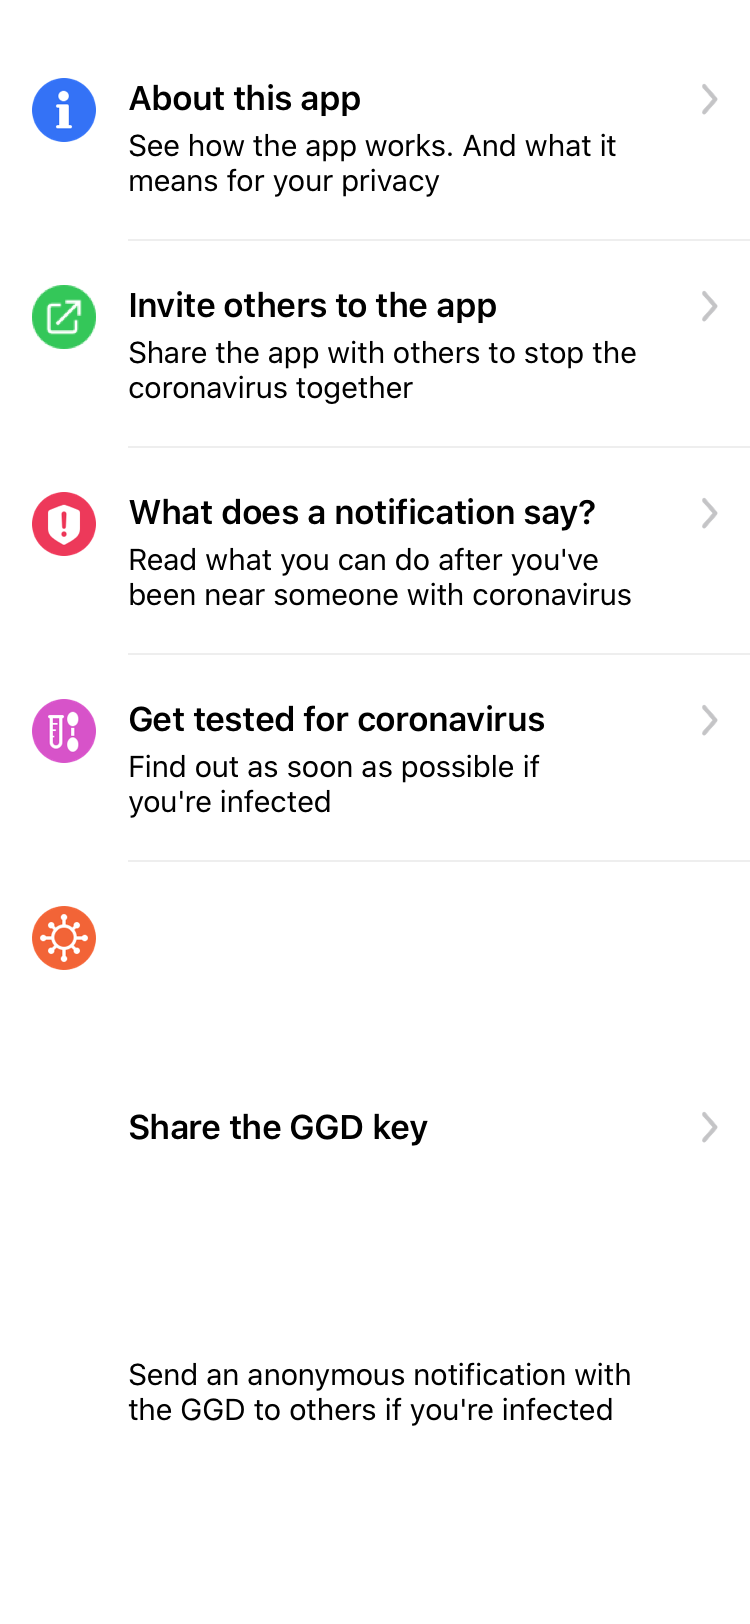 About this app
See how the app works. And what it
means for your privacy
Invite others to the app
Share the app with others to stop the
coronavirus together
What does a notification say?
Read what you can do after you've
been near someone with coronavirus
Get tested for coronavirus
Find out as soon as possible if
you're infected
Share the GGD key
Send an anonymous notification with
the GGD to others if you're infected